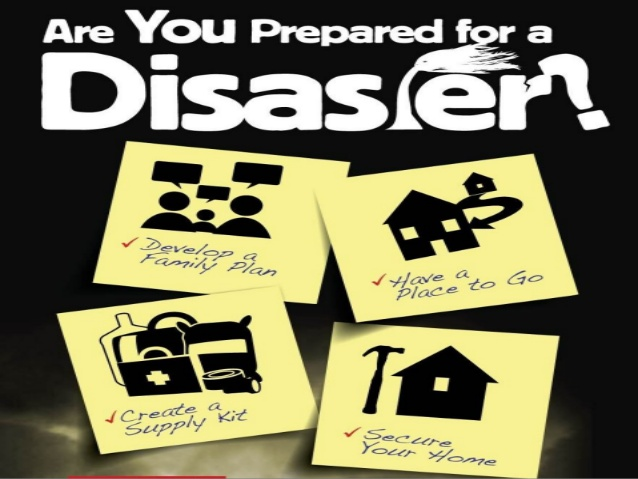 Are YOU Prepared for a
Disaster?
Develop a
Family Plan
Have a
Place to Go
Create a
Supply Kit
Secure
Your Home